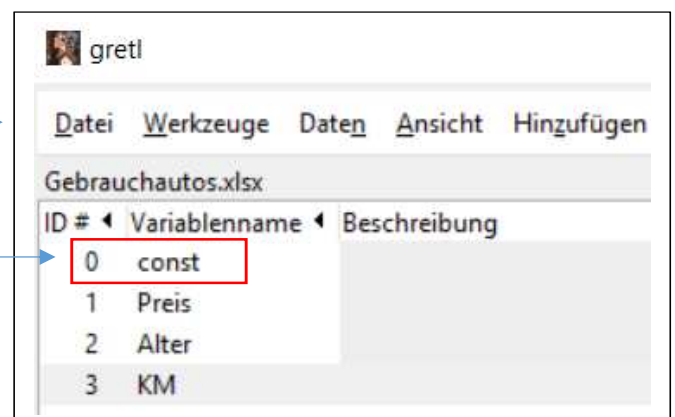 gretl
Datei Werkzeuge Daten Ansicht Hinzufügen
Gebrauchautos.xlsx
ID # Variablenname Beschreibung
0 const
1 Preis
2 Alter
3 KM